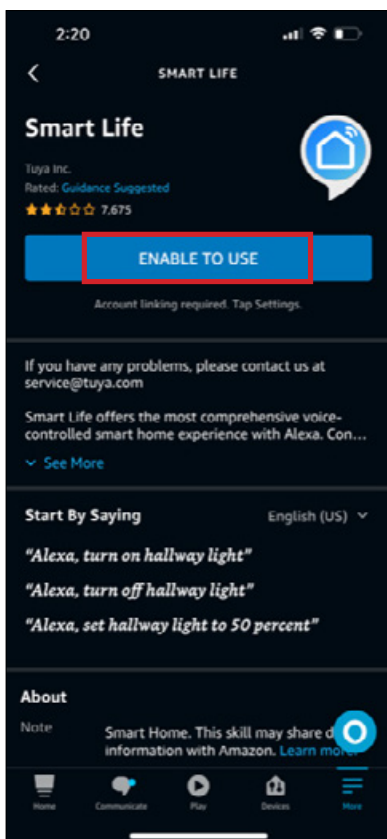 2:20
SMART LIFE
Smart Life
Tuya Inc.
Rated: Guidance Suggested
7,675
ENABLE TO USE
Account linking required. Tap Settings.
If you have any problems, please contact us at
service@tuya.com
Smart Life offers the most comprehensive voice-
controlled smart home experience with Alexa. Con...
See More
Start By Saying
English (US)
"Alexa, turn on hallway light"
"Alexa, turn off hallway light"
"Alexa, set hallway light to 50 percent"
About
Note
Smart Home. This skill may share d
information with Amazon. Learn more
Home
Communicate
Play
Devices
More